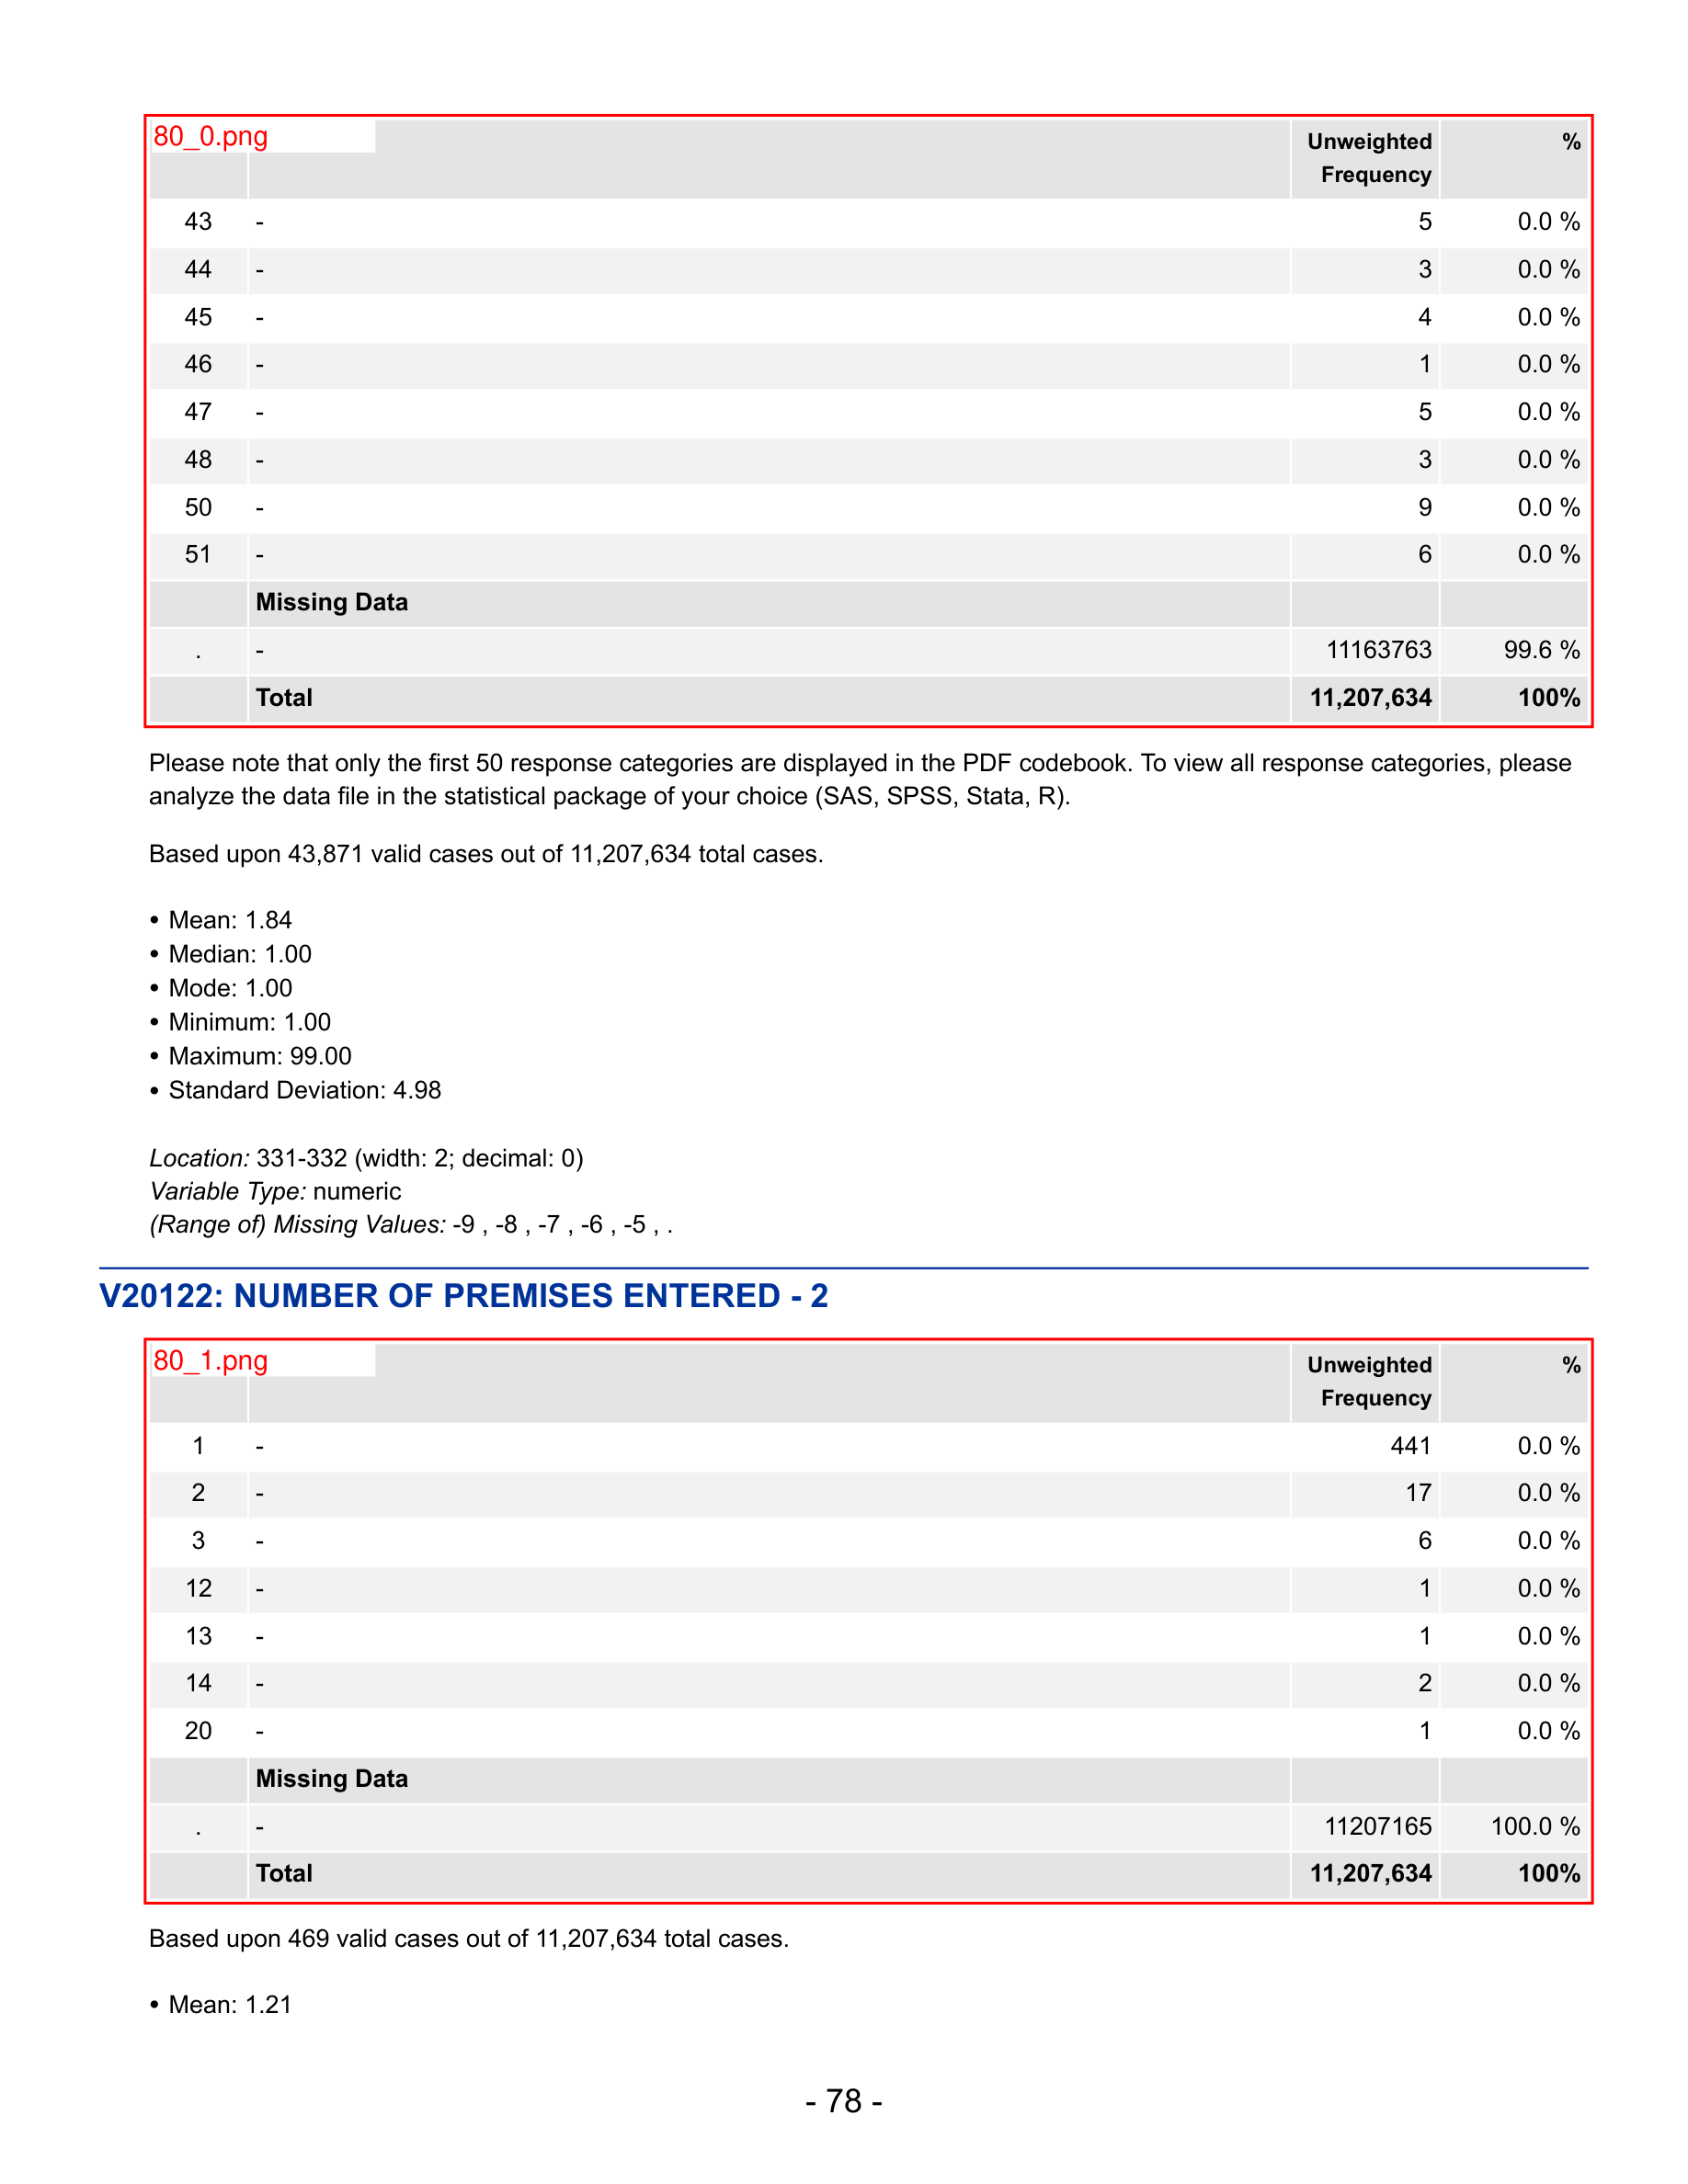 80_0.png
Unweighted Frequency %
43 - 5 0.0 %
44 - 3 0.0 %
45 - 4 0.0 %
46 - 1 0.0 %
47 - 5 0.0 %
48 - 3 0.0 %
50 - 9 0.0 %
51 - 6 0.0 %
Missing Data
. - 11163763 99.6 %
Total 11,207,634 100%
Please note that only the first 50 response categories are displayed in the PDF codebook. To view all response categories, please
analyze the data file in the statistical package of your choice (SAS, SPSS, Stata, R).
Based upon 43,871 valid cases out of 11,207,634 total cases.
• Mean: 1.84
• Median: 1.00
• Mode: 1.00
• Minimum: 1.00
• Maximum: 99.00
• Standard Deviation: 4.98
Location: 331-332 (width: 2; decimal: 0)
Variable Type: numeric
(Range of) Missing Values: -9 , -8 , -7 , -6 , -5 , .
V20122: NUMBER OF PREMISES ENTERED - 2
80_1.png
Unweighted Frequency %
1 - 441 0.0 %
2 - 17 0.0 %
3 - 6 0.0 %
12 - 1 0.0 %
13 - 1 0.0 %
14 - 2 0.0 %
20 - 1 0.0 %
Missing Data
. - 11207165 100.0 %
Total 11,207,634 100%
Based upon 469 valid cases out of 11,207,634 total cases.
• Mean: 1.21
- 78 -